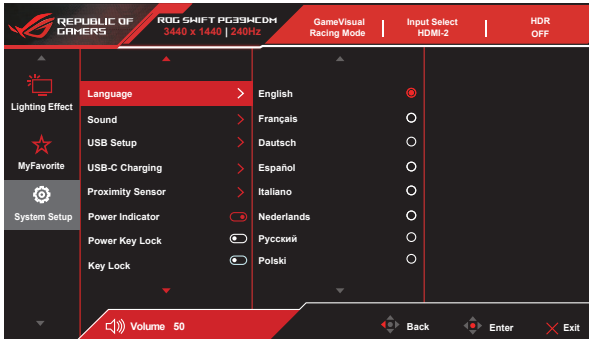 REPUBLIC OF
GAMERS
ROG SWIFT PG39WCDM
3440 x 1440 | 240Hz
GameVisual
Racing Mode
Input Select
HDMI-2
HDR
OFF
Lighting Effect
MyFavorite
System Setup
Language
Sound
USB Setup
USB-C Charging
Proximity Sensor
Power Indicator
Power Key Lock
Key Lock
English
Français
Dautsch
Español
Italiano
Nederlands
Русский
Polski
Volume 50
Back
Enter
Exit